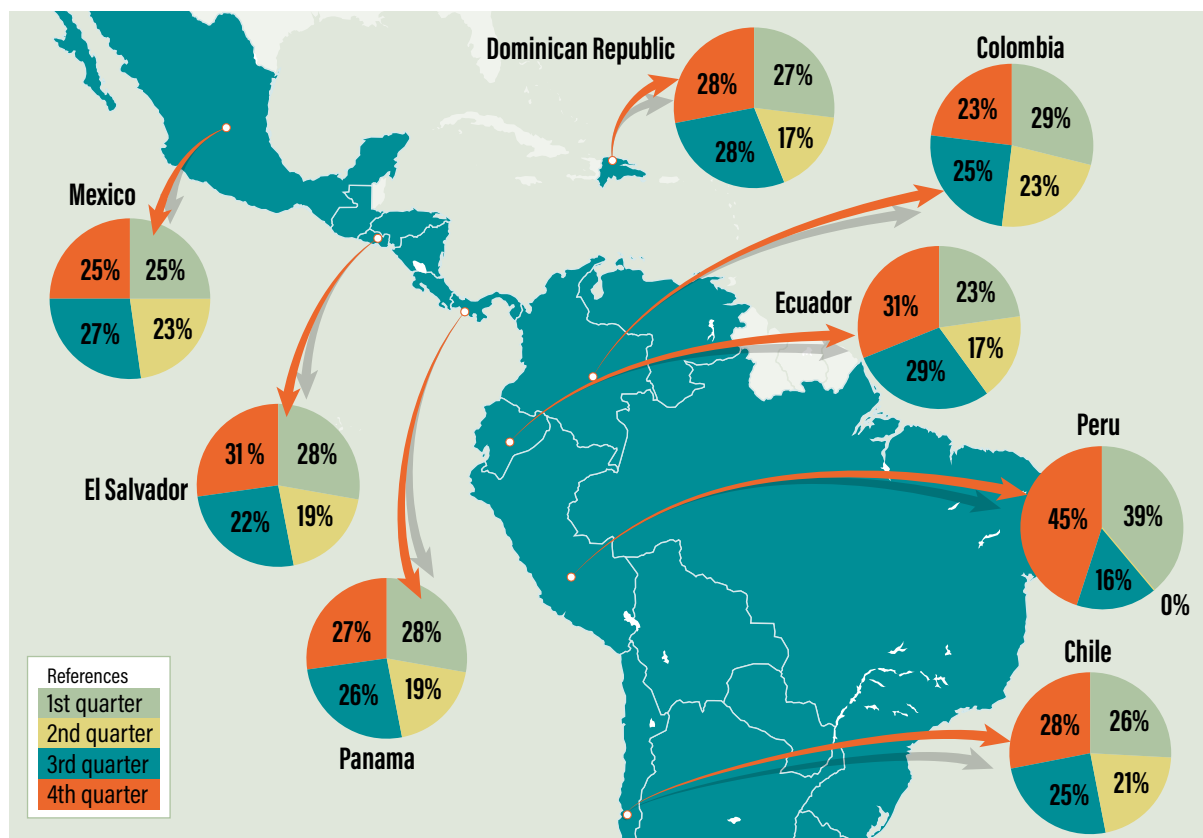 Dominican Republic
28%
27%
28%
17%
Colombia
23%
29%
25%
23%
Mexico
25%
25%
27%
23%
Ecuador
31%
23%
29%
17%
El Salvador
31 %
28%
22%
19%
Peru
45%
39%
16%
0%
Panama
27%
28%
26%
19%
Chile
28%
26%
25%
21%
References
1st quarter
2nd quarter
3rd quarter
4th quarter